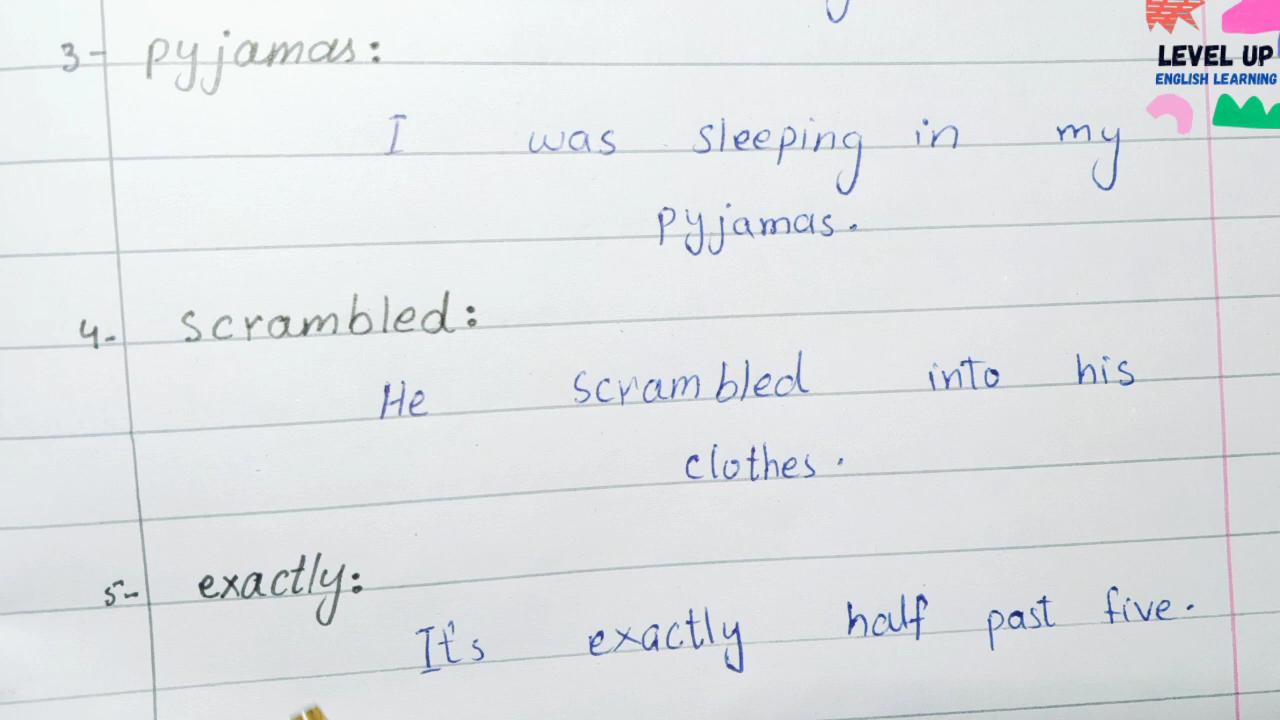 LEVEL UP
ENGLISH LEARNING
3- pyjamas:
I was sleeping in my
pyjamas.
4- scrambled:
He scrambled into his
clothes.
5- exactly:
It's exactly half past five.